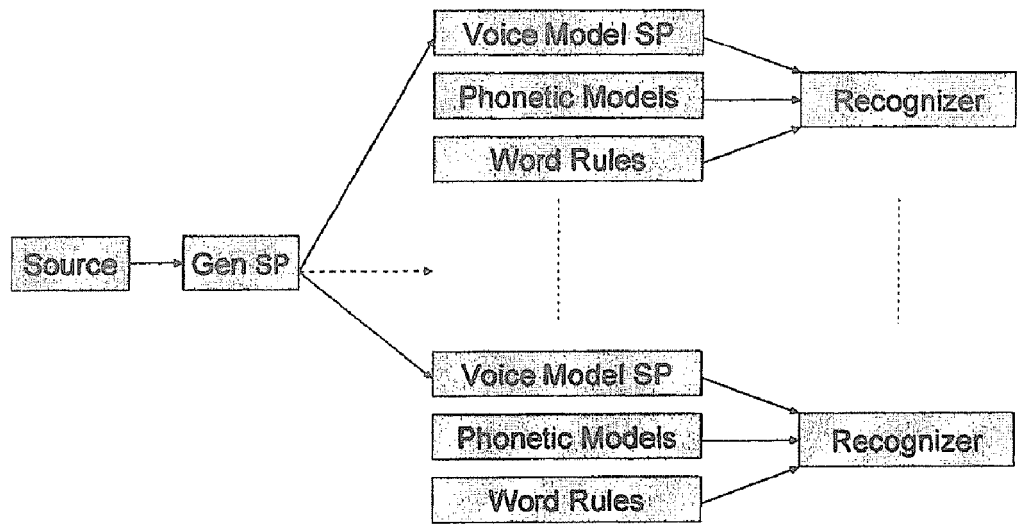 Voice Model SP
Phonetic Models
Recognizer
Word Rules
Source
Gen SP
Voice Model SP
Phonetic Models
Recognizer
Word Rules